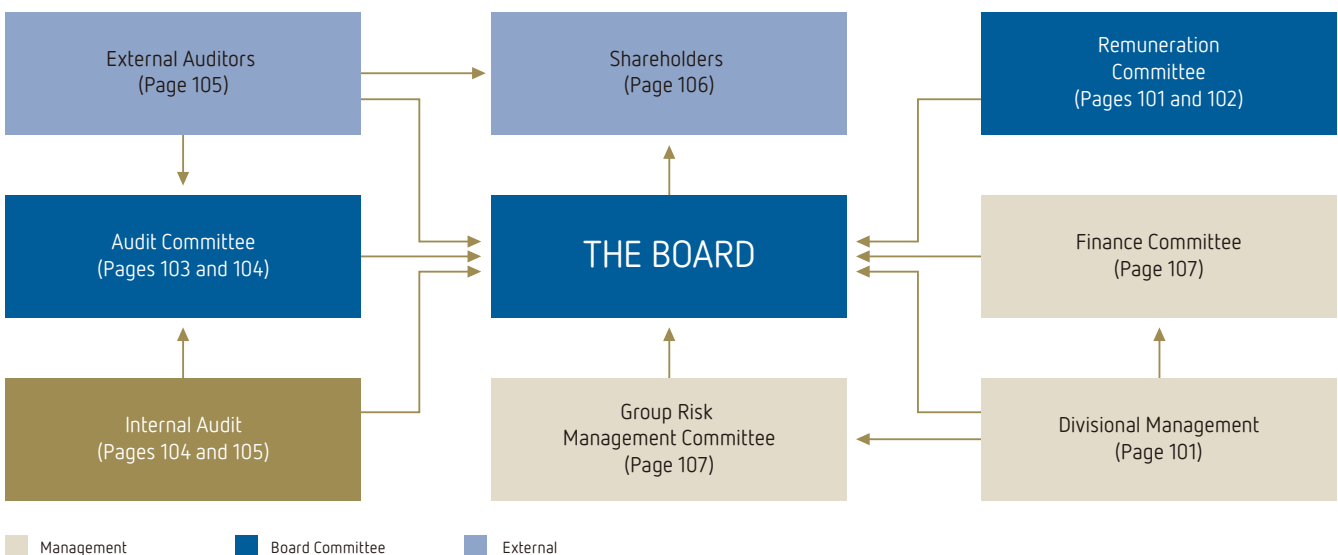 External Auditors
(Page 105)
Shareholders
(Page 106)
Remuneration
Committee
(Pages 101 and 102)
Audit Committee
(Pages 103 and 104)
THE BOARD
Finance Committee
(Page 107)
Internal Audit
(Pages 104 and 105)
Group Risk
Management Committee
(Page 107)
Divisional Management
(Page 101)
Management
Board Committee
External